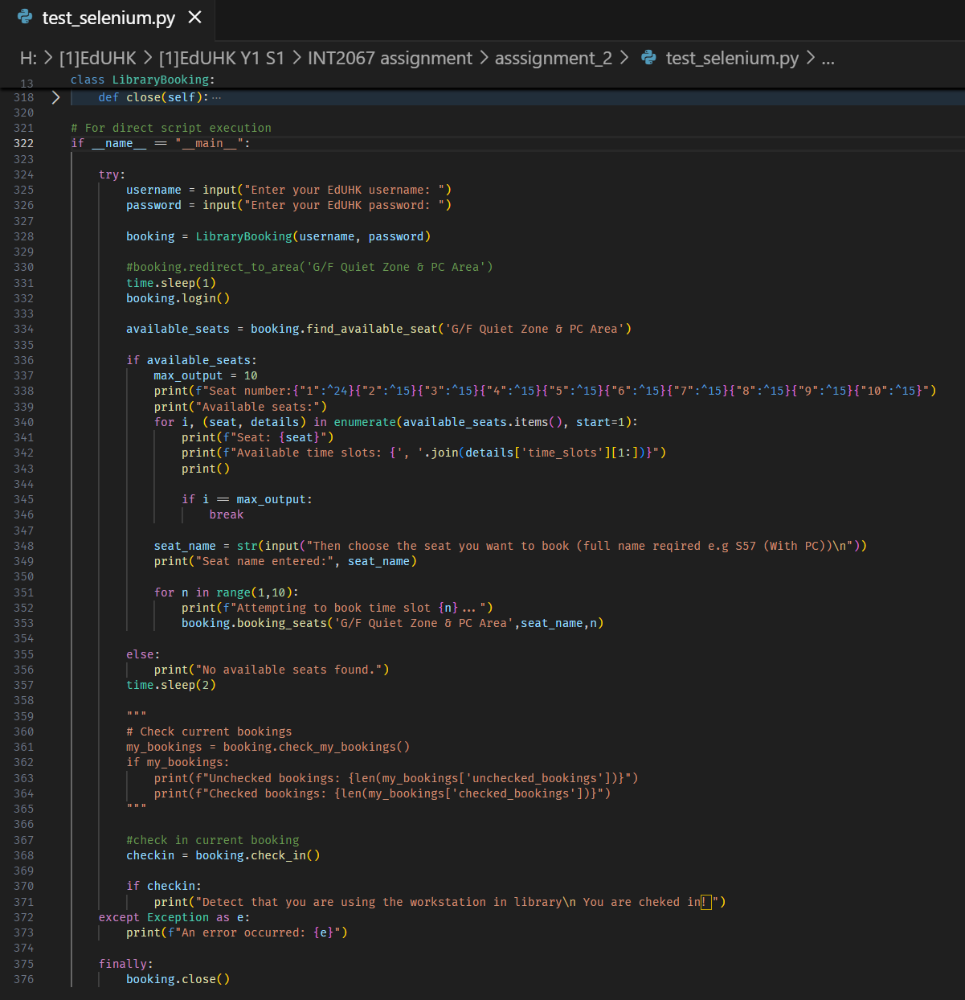 test_selenium.py ×
H: > [1]EdUHK > [1]EdUHK Y1 S1 > INT2067 assignment > asssignment_2 > test_selenium.py > ...
13 class LibraryBooking:
318 > def close(self): ...
320
321 # For direct script execution
322 if __name__ == "__main__":
323
324 try:
325 username = input("Enter your EdUHK username: ")
326 password = input("Enter your EdUHK password: ")
327
328 booking = LibraryBooking(username, password)
329
330 #booking.redirect_to_area('G/F Quiet Zone & PC Area')
331 time.sleep(1)
332 booking.login()
333
334 available_seats = booking.find_available_seat('G/F Quiet Zone & PC Area')
335
336 if available_seats:
337 max_output = 10
338 print(f"Seat number:{"1":^24}{"2":^15}{"3":^15}{"4":^15}{"5":^15}{"6":^15}{"7":^15}{"8":^15}{"9":^15}{"10":^15}")
339 print("Available seats:")
340 for i, (seat, details) in enumerate(available_seats.items(), start=1):
341 print(f"Seat: {seat}")
342 print(f"Available time slots: {', '.join(details['time_slots'][1:])}")
343 print()
344
345 if i == max_output:
346 break
347
348 seat_name = str(input("Then choose the seat you want to book (full name reqired e.g S57 (With PC))\n"))
349 print("Seat name entered:", seat_name)
350
351 for n in range(1,10):
352 print(f"Attempting to book time slot {n}...")
353 booking.booking_seats('G/F Quiet Zone & PC Area',seat_name,n)
354
355 else:
356 print("No available seats found.")
357 time.sleep(2)
358
359 """
360 # Check current bookings
361 my_bookings = booking.check_my_bookings()
362 if my_bookings:
363 print(f"Unchecked bookings: {len(my_bookings['unchecked_bookings'])}")
364 print(f"Checked bookings: {len(my_bookings['checked_bookings'])}")
365 """
366
367 #check in current booking
368 checkin = booking.check_in()
369
370 if checkin:
371 print("Detect that you are using the workstation in library\n You are cheked in!")
372 except Exception as e:
373 print(f"An error occurred: {e}")
374
375 finally:
376 booking.close()